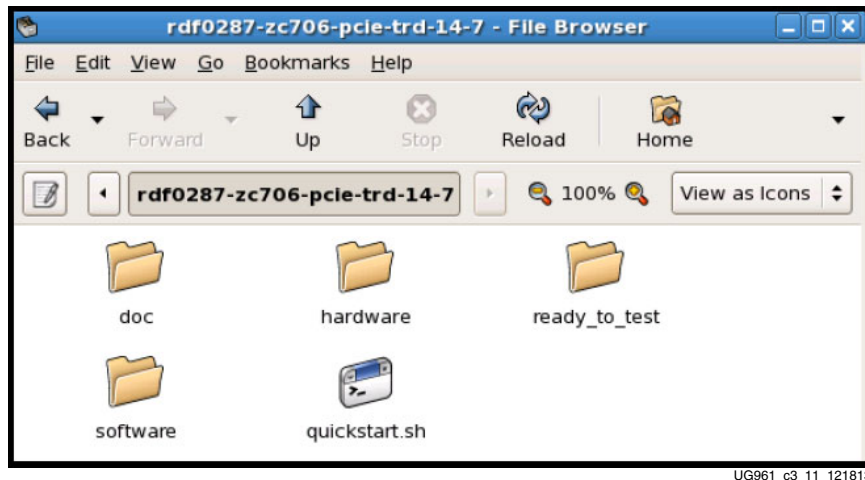 rdf0287-zc706-pcie-trd-14-7 - File Browser
File Edit View Go Bookmarks Help
Back Forward Up Stop Reload Home
rdf0287-zc706-pcie-trd-14-7 100% View as Icons
doc hardware ready_to_test
software quickstart.sh
UG961_c3_11_121813